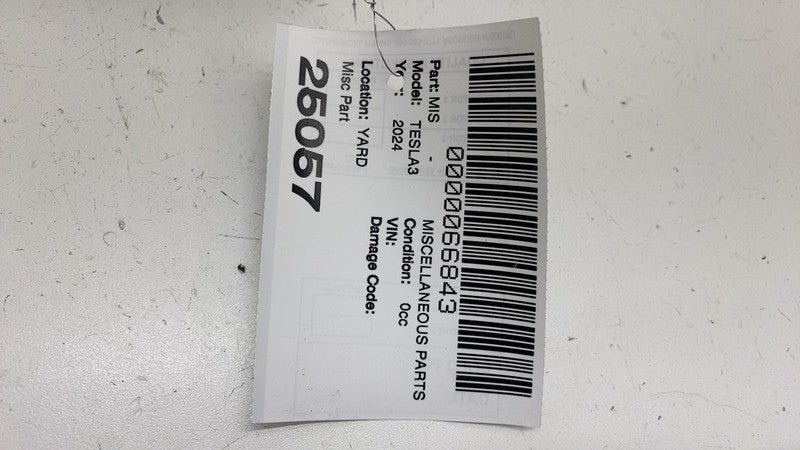 0000066843
Part: MIS - MISCELLANEOUS PARTS
Model: TESLA3 Condition: 0cc
2024 VIN:
Damage Code:
Location: YARD
Misc Part
25057